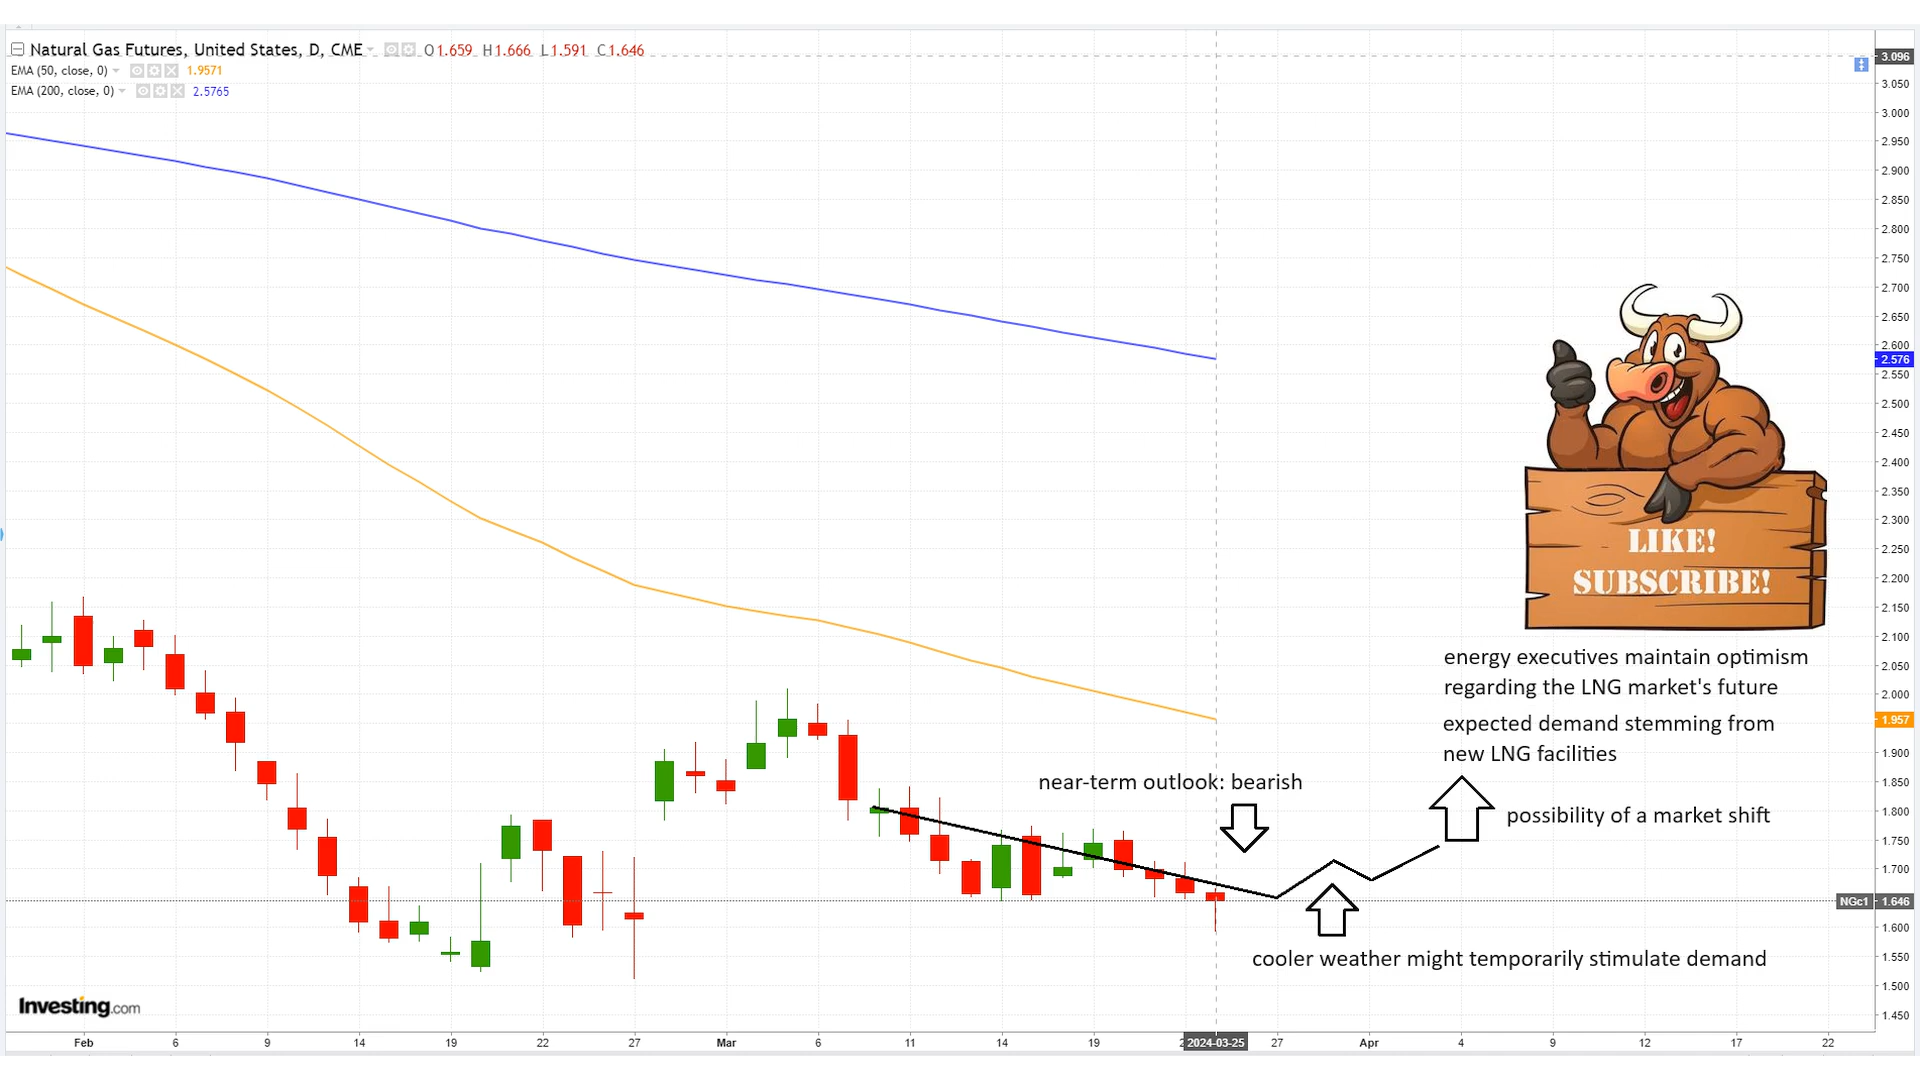 Natural Gas Futures, United States, D, CME O1.659 H1.666 L1.591 C1.646
EMA (50, close, 0) 1.9571
EMA (200, close, 0) 2.5765
3.096
3.050
3.000
2.950
2.900
2.850
2.800
2.750
2.700
2.650
2.600
2.576
2.550
2.500
2.450
2.400
2.350
2.300
2.250
2.200
2.150
2.100
2.050
2.000
1.957
1.900
1.850
1.800
1.750
1.700
NGc1 1.646
1.600
1.550
1.500
1.450
LIKE!
SUBSCRIBE!
energy executives maintain optimism
regarding the LNG market's future
expected demand stemming from
new LNG facilities
near-term outlook: bearish
possibility of a market shift
cooler weather might temporarily stimulate demand
Investing.com
Feb 6 9 14 19 22 27 Mar 6 11 14 19 2024-03-25 27 Apr 4 9 12 17 22